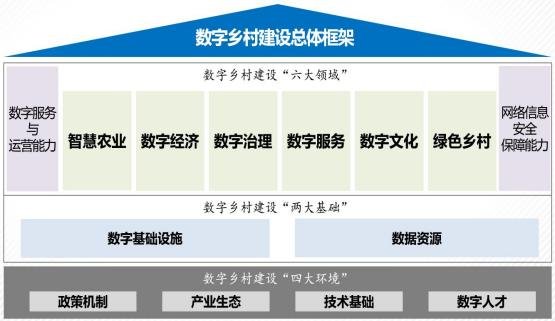 数字乡村建设总体框架
数字乡村建设“六大领域”
数字服务
与
运营能力
智慧农业
数字经济
数字治理
数字服务
数字文化
绿色乡村
网络信息
安全
保障能力
数字乡村建设“两大基础”
数字基础设施
数据资源
数字乡村建设“四大环境”
政策机制
产业生态
技术基础
数字人才